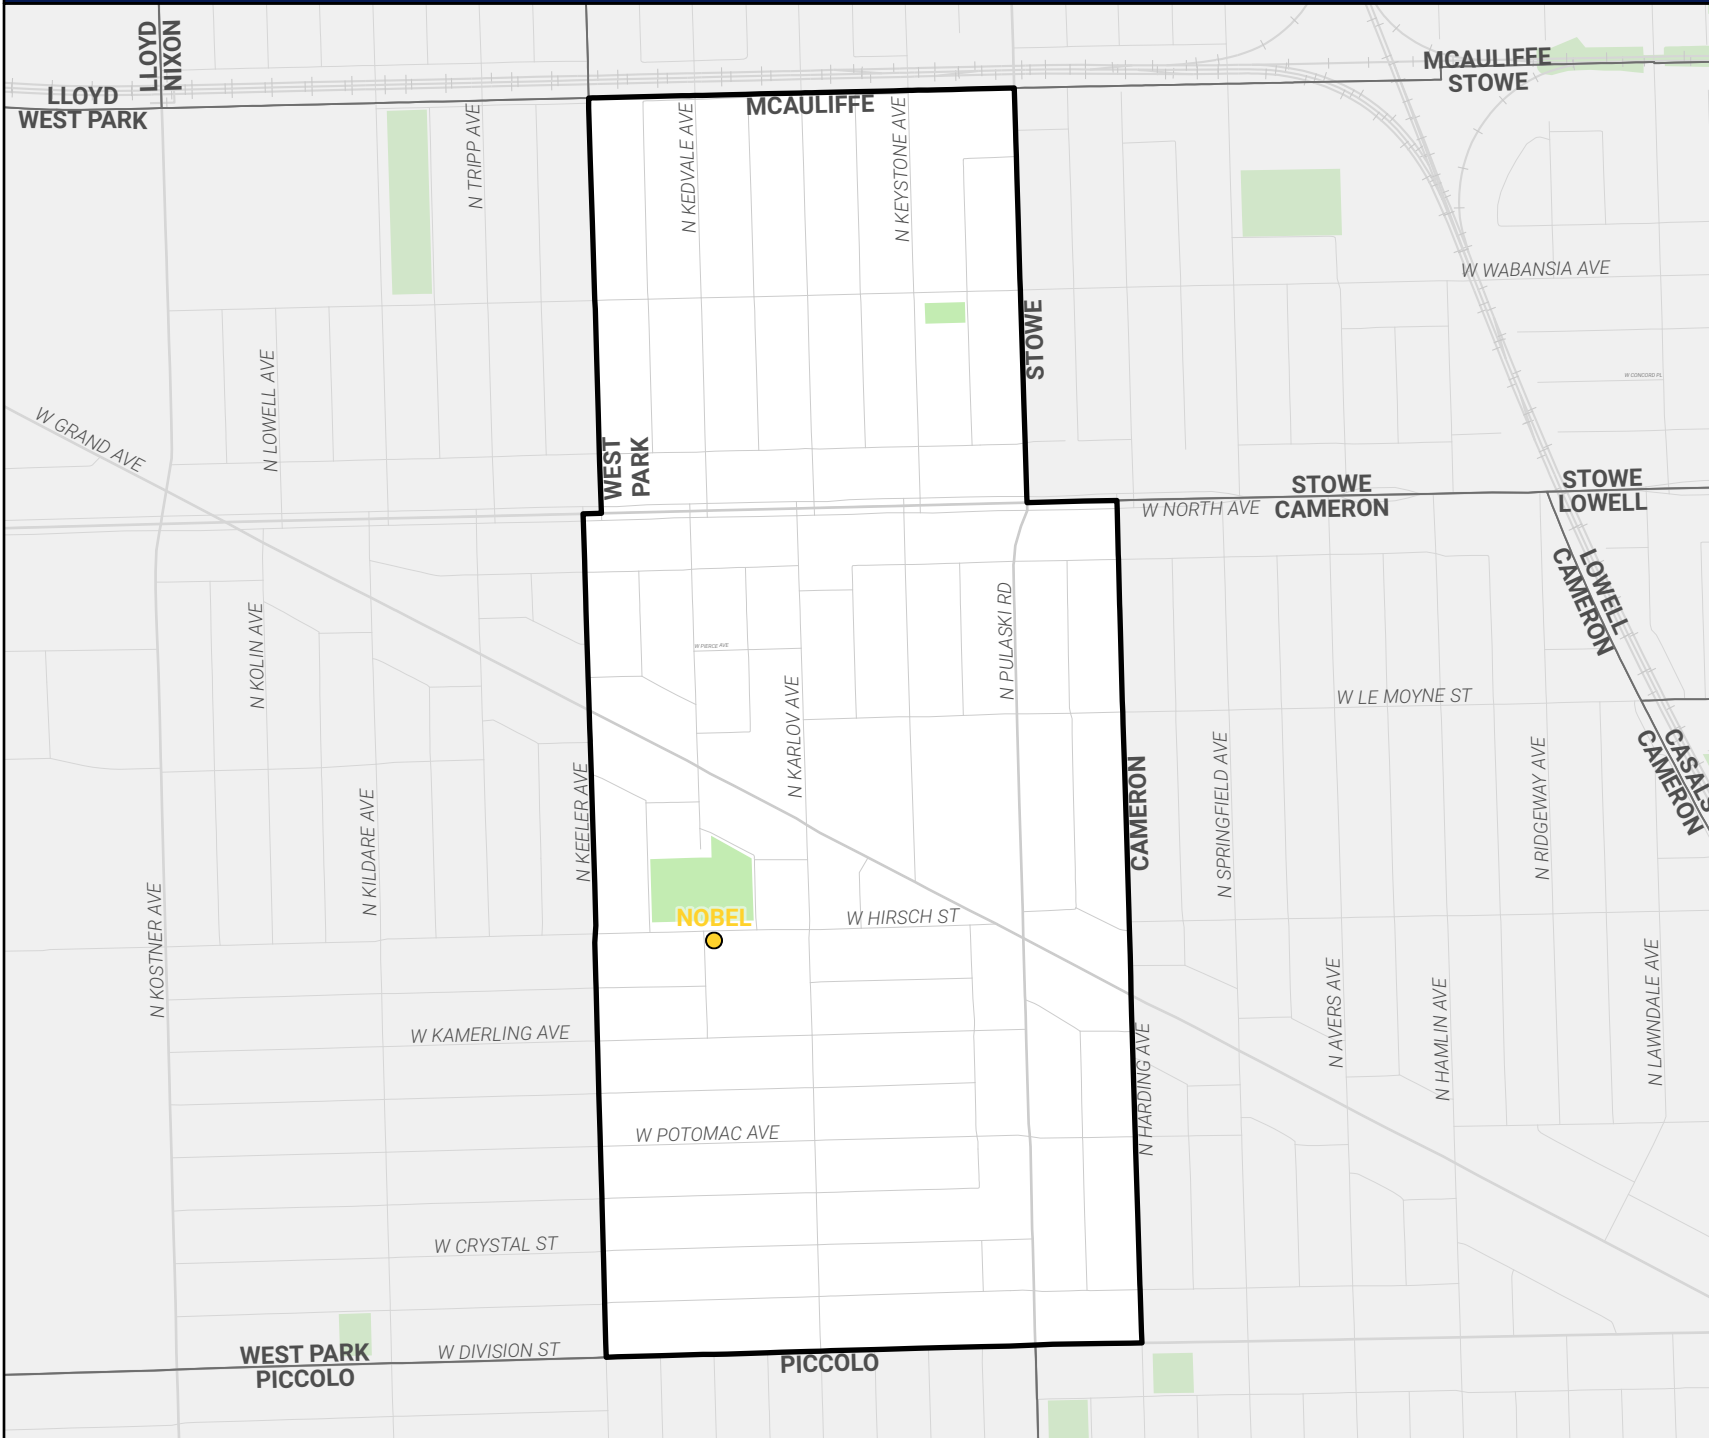 LLOYD
NIXON
LLOYD
WEST PARK
MCAULIFFE
STOWE
MCAULIFFE
N TRIPP AVE
N KEDVALE AVE
N KEYSTONE AVE
W WABANSIA AVE
STOWE
W CONCORD PL
N LOWELL AVE
W GRAND AVE
WEST
PARK
STOWE
CAMERON
STOWE
LOWELL
W NORTH AVE
LOWELL
CAMERON
N KOLIN AVE
W PIERCE AVE
N PULASKI RD
N KARLOV AVE
W LE MOYNE ST
CASALS
CAMERON
N KEELER AVE
N KILDARE AVE
CAMERON
N SPRINGFIELD AVE
N RIDGEWAY AVE
NOBEL
W HIRSCH ST
N KOSTNER AVE
N AVERS AVE
N HAMLIN AVE
N LAWNDALE AVE
W KAMERLING AVE
N HARDING AVE
W POTOMAC AVE
W CRYSTAL ST
W DIVISION ST
WEST PARK
PICCOLO
PICCOLO